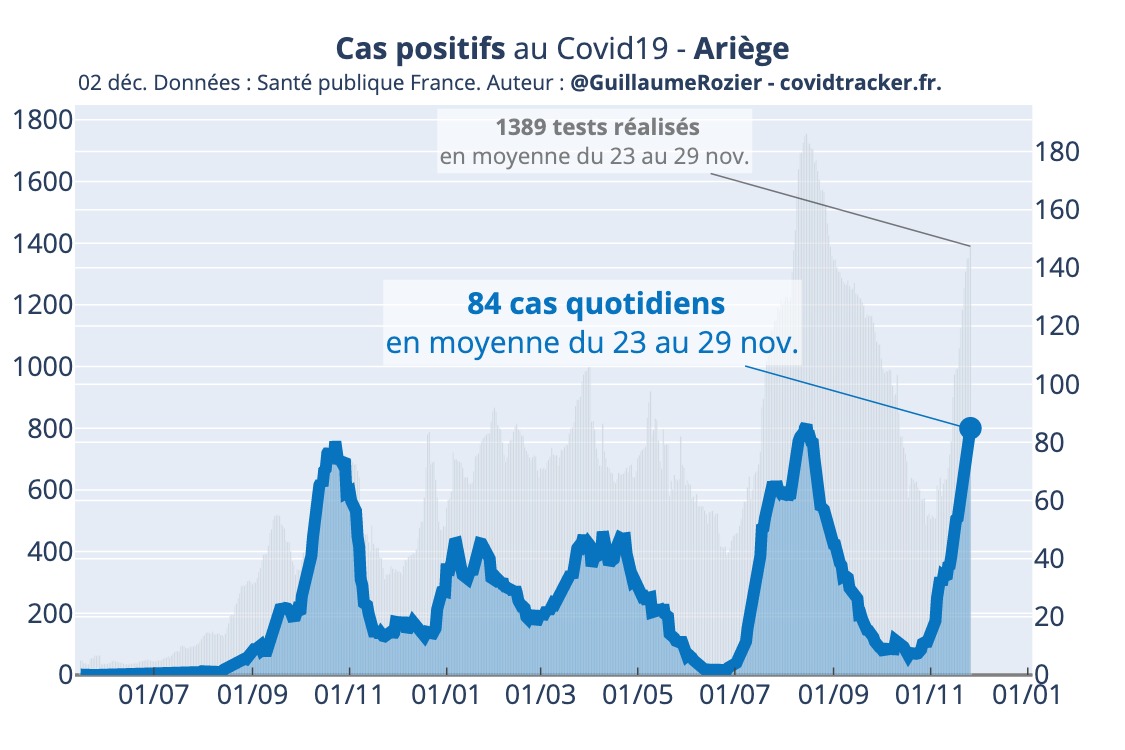 Cas positifs au Covid19 - Ariège
02 déc. Données : Santé publique France. Auteur : @GuillaumeRozier - covidtracker.fr.
1389 tests réalisés
en moyenne du 23 au 29 nov.
84 cas quotidiens
en moyenne du 23 au 29 nov.
1800
1600
1400
1200
1000
800
600
400
200
0
180
160
140
120
100
80
60
40
20
0
01/07 01/09 01/11 01/01 01/03 01/05 01/07 01/09 01/11 01/01